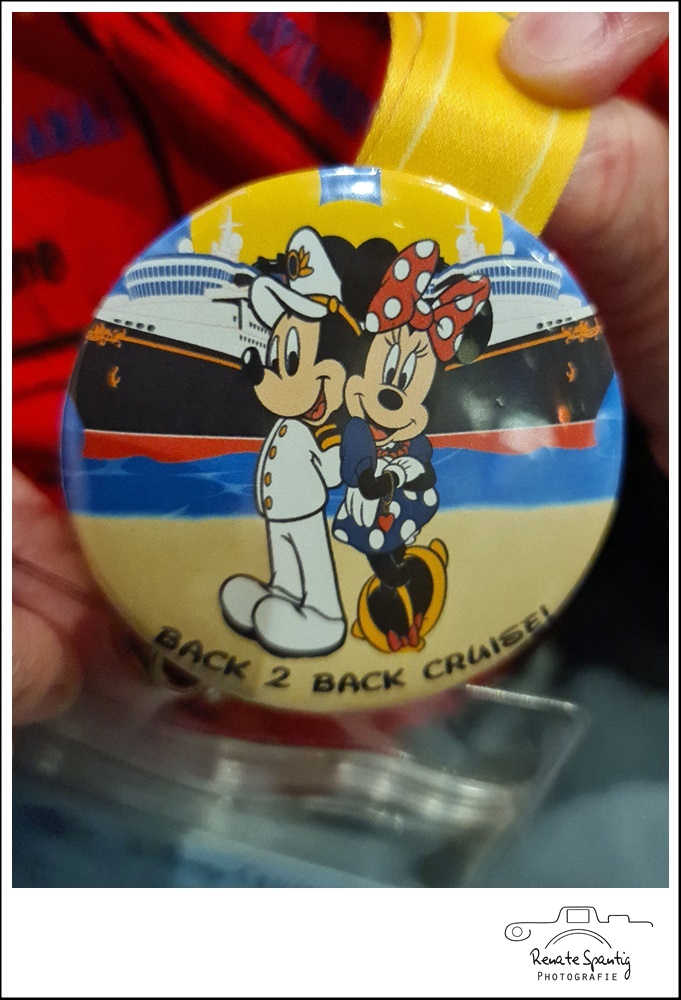 BACK 2 BACK CRUISE!
Renate Spantig
PHOTOGRAFIE